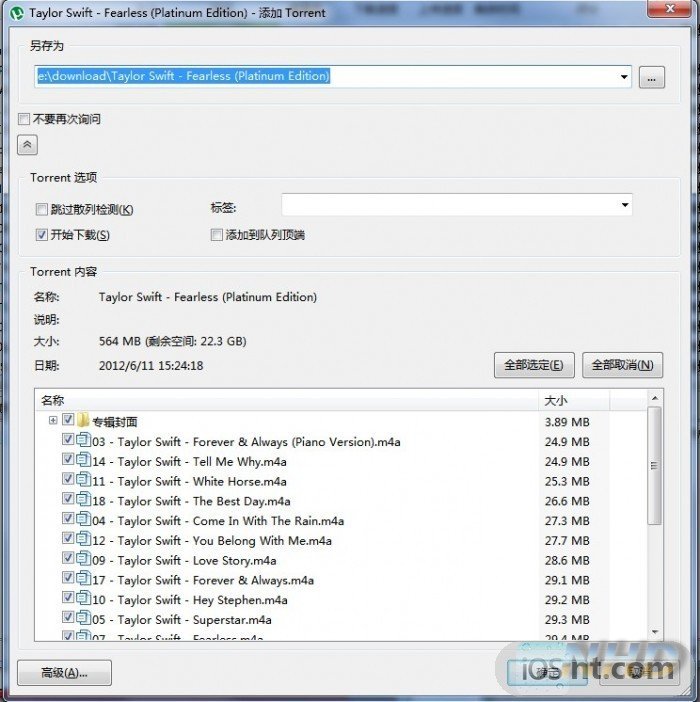 Taylor Swift - Fearless (Platinum Edition) - 添加 Torrent
另存为
e:\download\Taylor Swift - Fearless (Platinum Edition)
...
不要再次询问
Torrent 选项
跳过散列检测(K)
标签:
开始下载(S)
添加到队列顶端
Torrent 内容
名称: Taylor Swift - Fearless (Platinum Edition)
说明:
大小: 564 MB (剩余空间: 22.3 GB)
日期: 2012/6/11 15:24:18
全部选定(E) 全部取消(N)
名称 大小
专辑封面 3.89 MB
03 - Taylor Swift - Forever & Always (Piano Version).m4a 24.9 MB
14 - Taylor Swift - Tell Me Why.m4a 24.9 MB
11 - Taylor Swift - White Horse.m4a 25.3 MB
18 - Taylor Swift - The Best Day.m4a 26.6 MB
04 - Taylor Swift - Come In With The Rain.m4a 27.3 MB
12 - Taylor Swift - You Belong With Me.m4a 27.7 MB
09 - Taylor Swift - Love Story.m4a 28.6 MB
17 - Taylor Swift - Forever & Always.m4a 29.1 MB
10 - Taylor Swift - Hey Stephen.m4a 29.2 MB
05 - Taylor Swift - Superstar.m4a 29.3 MB
07 - Taylor Swift - Fearless.m4a 29.4 MB
高级(A)...
确定
iosnt.com